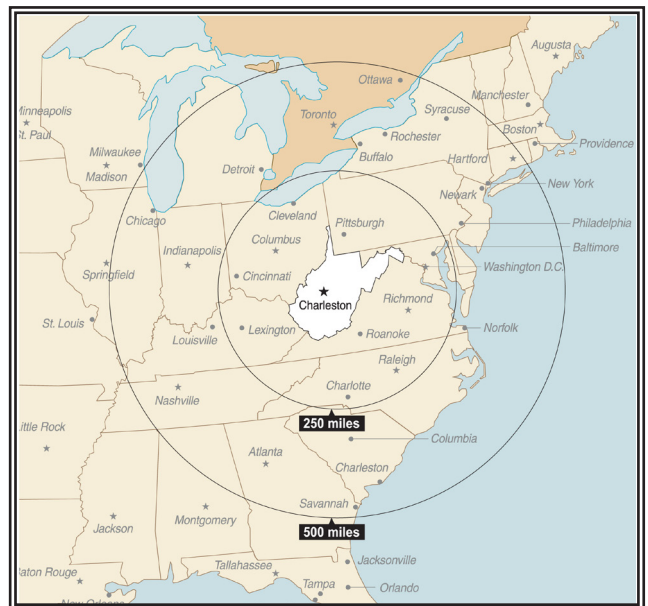 Augusta
Ottawa
Manchester
Minneapolis
St. Paul
Toronto
Syracuse
Boston
Rochester
Providence
Milwaukee
Madison
Buffalo
Hartford
Detroit
New York
Newark
Chicago
Cleveland
Pittsburgh
Philadelphia
Columbus
Baltimore
Indianapolis
Washington D.C.
Springfield
Cincinnati
Charleston
Richmond
St. Louis
Louisville
Lexington
Roanoke
Norfolk
Raleigh
Nashville
Charlotte
250 miles
Little Rock
Columbia
Atlanta
Charleston
Savannah
Jackson
Montgomery
500 miles
Tallahassee
Jacksonville
Baton Rouge
Tampa
Orlando
New Orleans